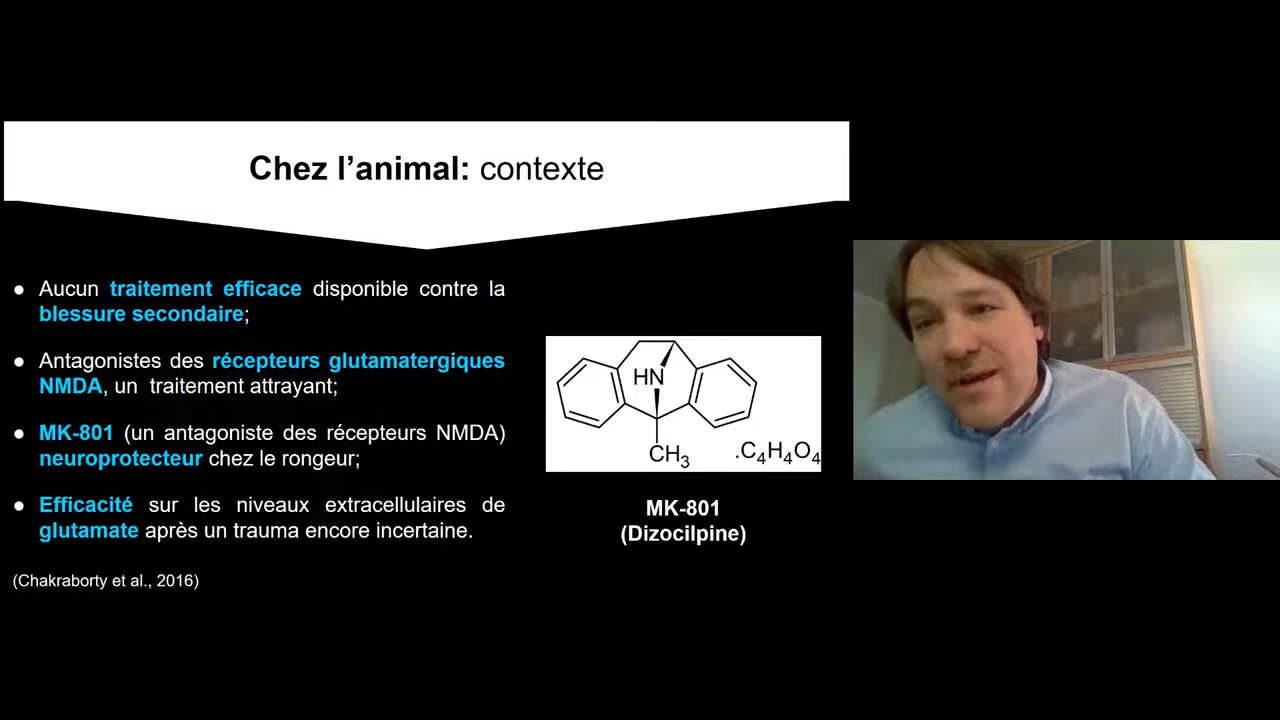 Chez l’animal: contexte
● Aucun traitement efficace disponible contre la
blessure secondaire;
● Antagonistes des récepteurs glutamatergiques
NMDA, un traitement attrayant;
● MK-801 (un antagoniste des récepteurs NMDA)
neuroprotecteur chez le rongeur;
● Efficacité sur les niveaux extracellulaires de
glutamate après un trauma encore incertaine.
(Chakraborty et al., 2016)
HN
CH3
.C4H4O4
MK-801
(Dizocilpine)